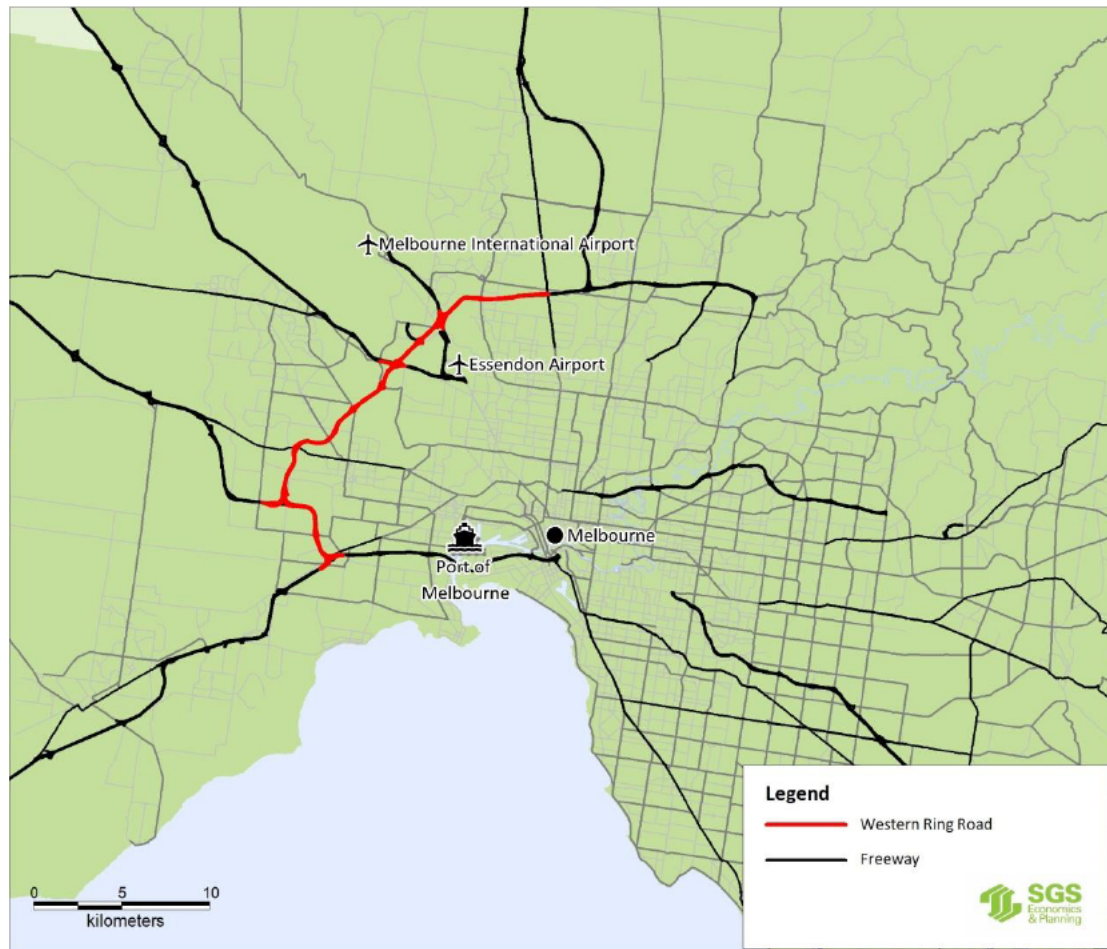 Melbourne International Airport
Essendon Airport
Melbourne
Port of
Melbourne
Legend
Western Ring Road
Freeway
0 5 10
kilometers
SGS
Economics
& Planning